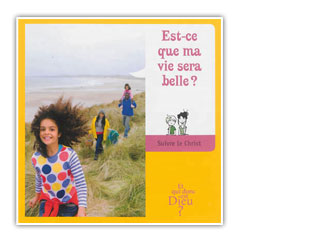 Est-ce
que ma
vie sera
belle ?
Suivre le Christ
Et
qui donc
est
Dieu
?